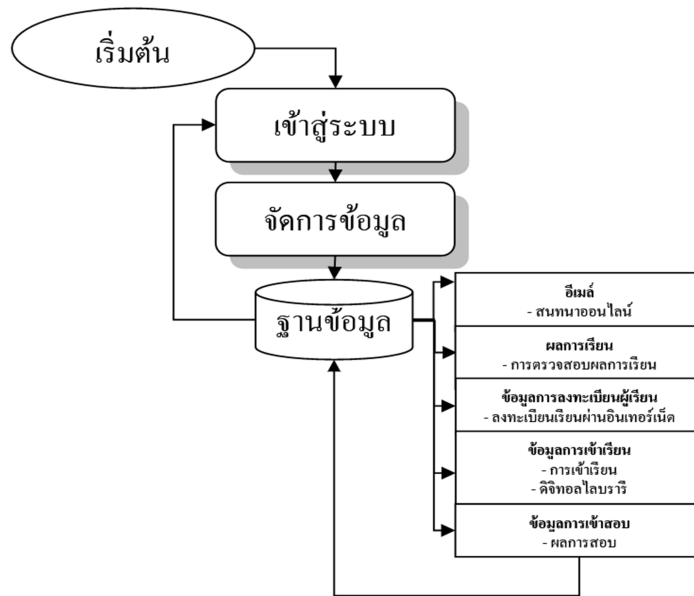 เริ่มต้น
เข้าสู่ระบบ
จัดการข้อมูล
ฐานข้อมูล
อีเมล์
- สนทนาออนไลน์
ผลการเรียน
- การตรวจสอบผลการเรียน
ข้อมูลการลงทะเบียนผู้เรียน
- ลงทะเบียนเรียนผ่านอินเทอร์เน็ต
ข้อมูลการเข้าเรียน
- การเข้าเรียน
- ดิจิทอลไลบรารี
ข้อมูลการเข้าสอบ
- ผลการสอบ